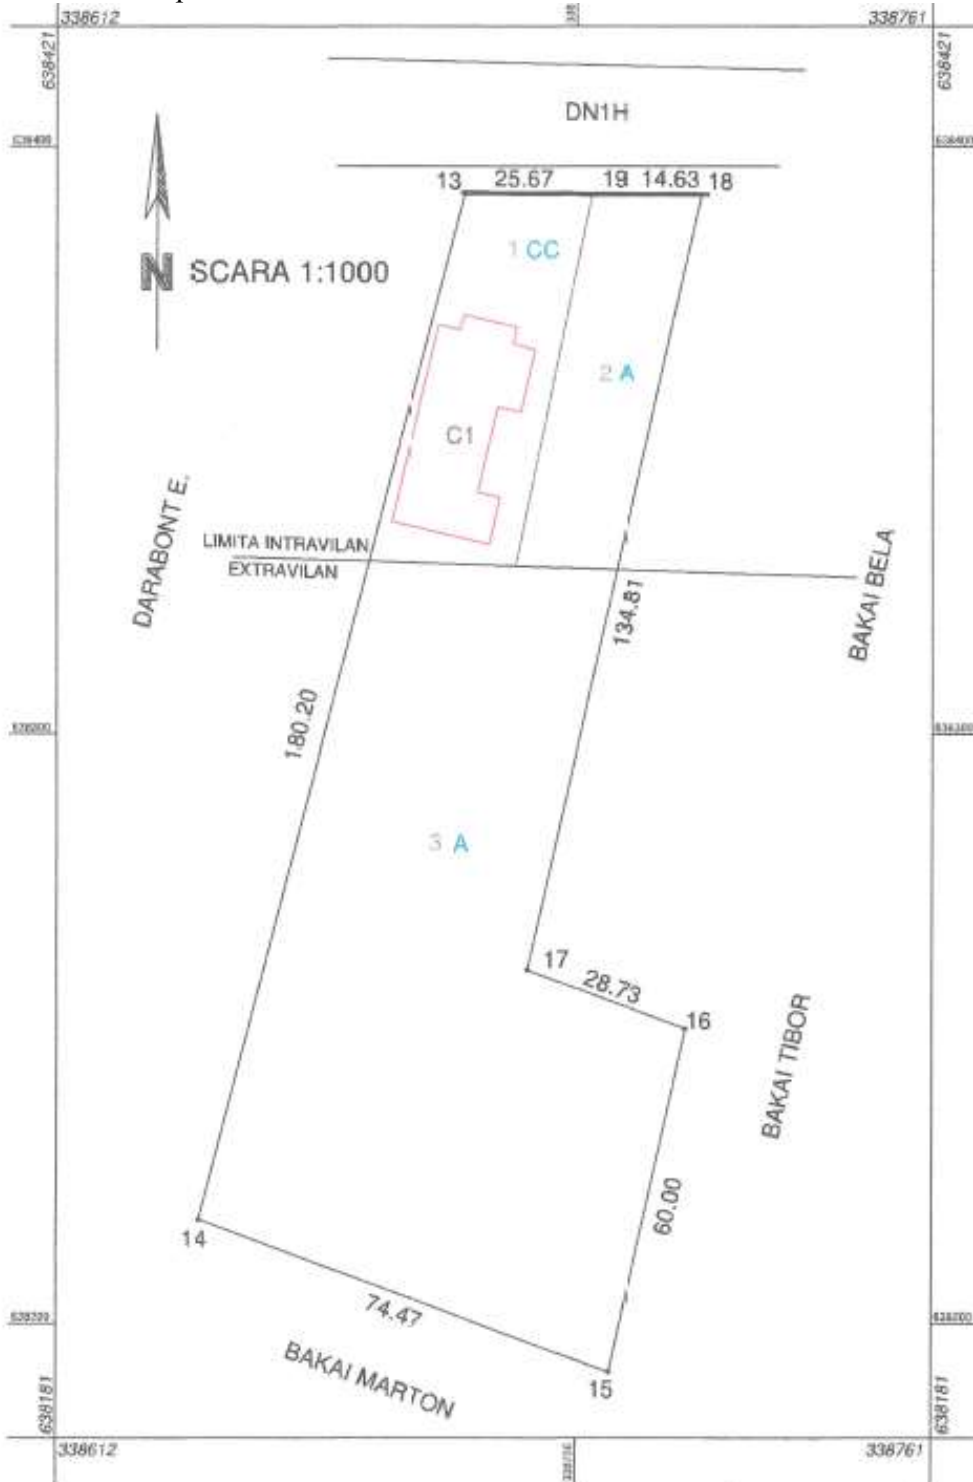 338612
338761
638421
638421
DN1H
13 25.67 19 14.63 18
1 CC
N SCARA 1:1000
2 A
C1
DARABONT E.
LIMITA INTRAVILAN
EXTRAVILAN
BAKAI BELA
134.81
180.20
3 A
17
28.73
16
BAKAI TIBOR
60.00
14
74.47
BAKAI MARTON
15
638181
638181
338612
338761